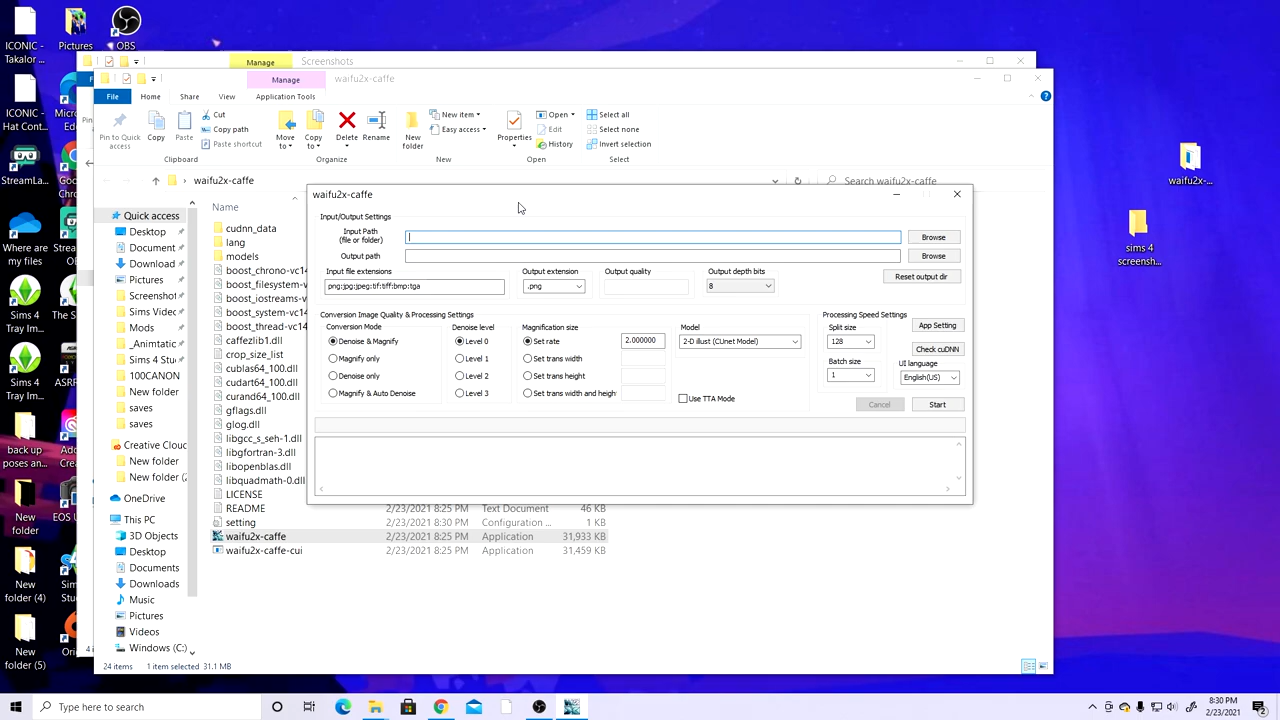 ICONIC -
Takalor ...
Pictures
OBS
ICONIC -
Hat Cont...
StreamLa...
OneDrive
Where are
my files
Sims 4
Tray Im...
Sims 4
Tray Im...
back up
poses an...
New
folder
EOS U
New
folder (4)
New
folder (5)
waifu2x-...
sims 4
screensh...
Manage
Screenshots
Manage
waifu2x-caffe
File
Home
Share
View
Application Tools
Pin to Quick
access
Copy
Paste
Cut
Copy path
Paste shortcut
Move
to
Copy
to
Delete
Rename
New
folder
New item
Easy access
Properties
Open
Edit
History
Select all
Select none
Invert selection
Clipboard
Organize
New
Open
Select
waifu2x-caffe
Search waifu2x-caffe
Name
Quick access
Desktop
Document
Download
Pictures
Screenshot
Sims Video
Mods
_Animtatic
Sims 4 Stu
100CANON
New folder
saves
saves
Creative Cloud
New folder
New folder (2
OneDrive
This PC
3D Objects
Desktop
Documents
Downloads
Music
Pictures
Videos
Windows (C:)
cudnn_data
lang
models
boost_chrono-vc14
boost_filesystem-v
boost_iostreams-v
boost_system-vc14
boost_thread-vc14
caffezlib1.dll
crop_size_list
cublas64_100.dll
cudart64_100.dll
curand64_100.dll
gflags.dll
glog.dll
libgcc_s_seh-1.dll
libgfortran-3.dll
libopenblas.dll
libquadmath-0.dll
LICENSE
README 2/23/2021 8:25 PM Text Document 46 KB
setting 2/23/2021 8:30 PM Configuration ... 1 KB
waifu2x-caffe 2/23/2021 8:25 PM Application 31,933 KB
waifu2x-caffe-cui 2/23/2021 8:25 PM Application 31,459 KB
24 items 1 item selected 31.1 MB
waifu2x-caffe
Input/Output Settings
Input Path
(file or folder)
Browse
Output path
Browse
Input file extensions
png:jpg:jpeg:tif:tiff:bmp:tga
Output extension
.png
Output quality
Output depth bits
8
Reset output dir
Conversion Image Quality & Processing Settings
Conversion Mode
Denoise & Magnify
Magnify only
Denoise only
Magnify & Auto Denoise
Denoise level
Level 0
Level 1
Level 2
Level 3
Magnification size
Set rate
2.000000
Set trans width
Set trans height
Set trans width and heigh
Model
2-D illust (CUnet Model)
Use TTA Mode
Processing Speed Settings
Split size
128
Batch size
1
App Setting
Check cuDNN
UI language
English(US)
Cancel
Start
Type here to search
8:30 PM
2/23/2021
2